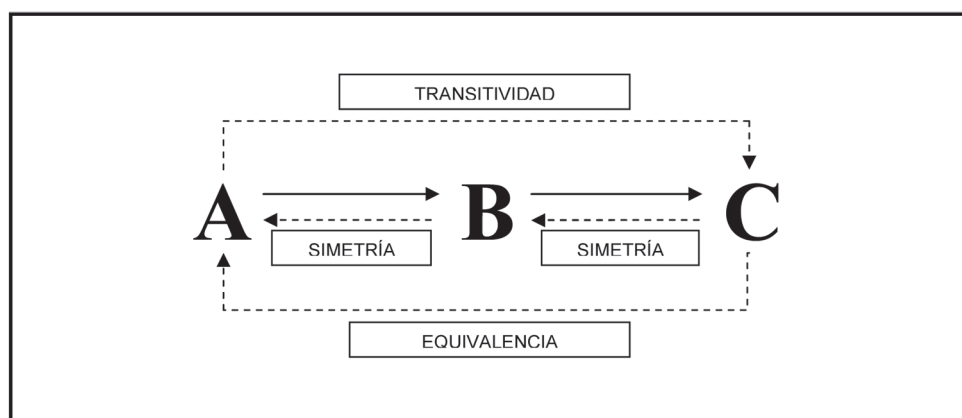 TRANSITIVIDAD
A B C
SIMETRÍA SIMETRÍA
EQUIVALENCIA